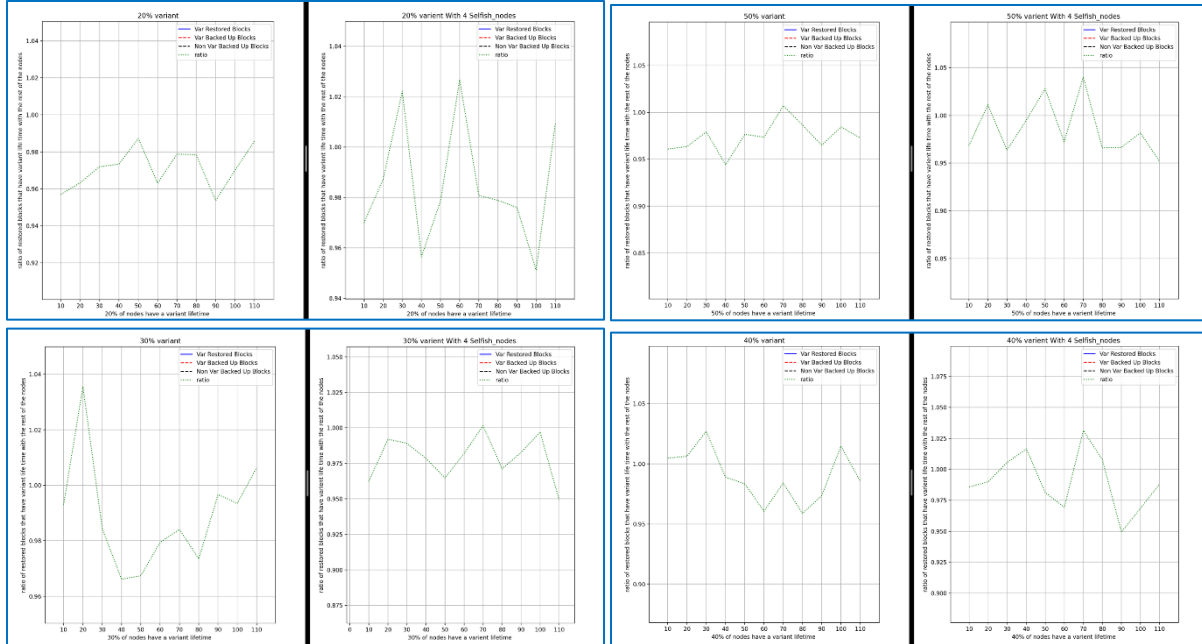 20% variant
Var Restored Blocks
Var Backed Up Blocks
Non Var Backed Up Blocks
ratio
ratio of restored blocks that have variant life time with the rest of the nodes
1.04
1.02
1.00
0.98
0.96
0.94
0.92
10 20 30 40 50 60 70 80 90 100 110
20% of nodes have a variant lifetime
20% varient With 4 Selfish_nodes
Var Restored Blocks
Var Backed Up Blocks
Non Var Backed Up Blocks
ratio
ratio of restored blocks that have variant life time with the rest of the nodes
1.04
1.02
1.00
0.98
0.96
0.94
10 20 30 40 50 60 70 80 90 100 110
20% of nodes have a variant lifetime
50% variant
Var Restored Blocks
Var Backed Up Blocks
Non Var Backed Up Blocks
ratio
ratio of restored blocks that have variant life time with the rest of the nodes
1.05
1.00
0.95
0.90
0.85
10 20 30 40 50 60 70 80 90 100 110
50% of nodes have a variant lifetime
50% varient With 4 Selfish_nodes
Var Restored Blocks
Var Backed Up Blocks
Non Var Backed Up Blocks
ratio
ratio of restored blocks that have variant life time with the rest of the nodes
1.05
1.00
0.95
0.90
0.85
10 20 30 40 50 60 70 80 90 100 110
50% of nodes have a variant lifetime
30% variant
Var Restored Blocks
Var Backed Up Blocks
Non Var Backed Up Blocks
ratio
ratio of restored blocks that have variant life time with the rest of the nodes
1.04
1.02
1.00
0.98
0.96
10 20 30 40 50 60 70 80 90 100 110
30% of nodes have a variant lifetime
30% varient With 4 Selfish_nodes
Var Restored Blocks
Var Backed Up Blocks
Non Var Backed Up Blocks
ratio
ratio of restored blocks that have variant life time with the rest of the nodes
1.050
1.025
1.000
0.975
0.950
0.925
0.900
0.875
0 10 20 30 40 50 60 70 80 90 100 110
30% of nodes have a variant lifetime
40% variant
Var Restored Blocks
Var Backed Up Blocks
Non Var Backed Up Blocks
ratio
ratio of restored blocks that have variant life time with the rest of the nodes
1.05
1.00
0.95
0.90
10 20 30 40 50 60 70 80 90 100 110
40% of nodes have a variant lifetime
40% varient With 4 Selfish_nodes
Var Restored Blocks
Var Backed Up Blocks
Non Var Backed Up Blocks
ratio
ratio of restored blocks that have variant life time with the rest of the nodes
1.075
1.050
1.025
1.000
0.975
0.950
0.925
0.900
10 20 30 40 50 60 70 80 90 100 110
40% of nodes have a variant lifetime